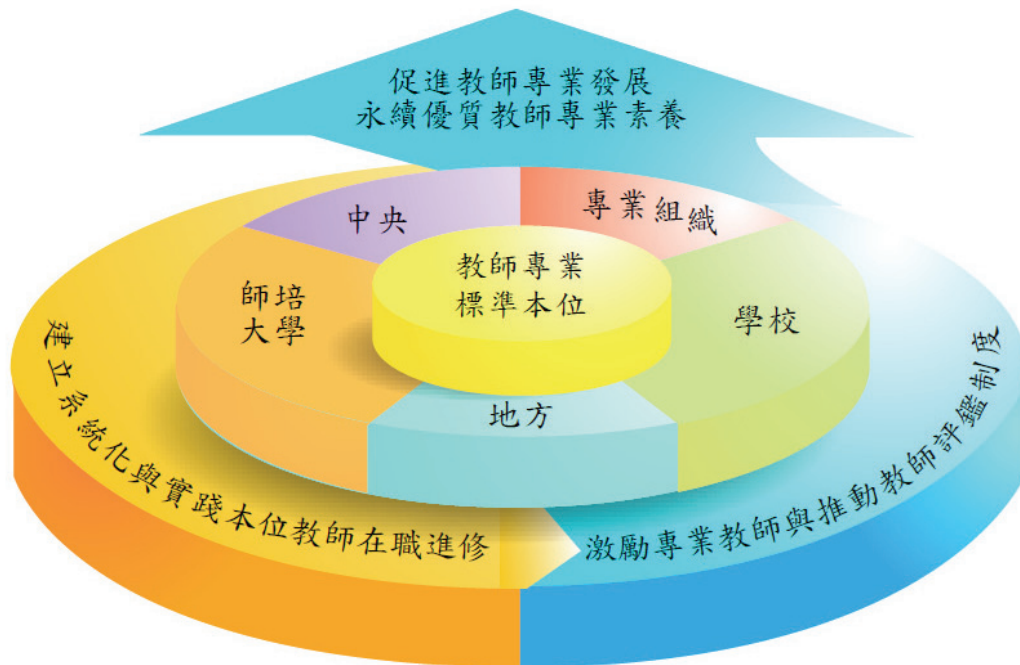 促進教師專業發展
永續優質教師專業素養
中央
專業組織
教師專業
標準本位
師培
大學
學校
地方
建立系統化與實踐本位教師在職進修
激勵專業教師與推動教師評鑑制度